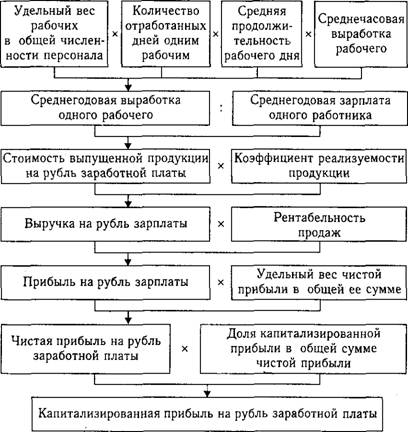 Удельный вес
рабочих
в общей числен-
ности персонала
×
Количество
отработанных
дней одним
рабочим
×
Средняя
продолжи-
тельность
рабочего дня
×
Среднечасовая
выработка
рабочего
Среднегодовая выработка
одного рабочего
:
Среднегодовая зарплата
одного работника
Стоимость выпущенной продукции
на рубль заработной платы
×
Коэффициент реализуемости
продукции
Выручка на рубль зарплаты
×
Рентабельность
продаж
Прибыль на рубль зарплаты
×
Удельный вес чистой
прибыли в общей ее сумме
Чистая прибыль на рубль
заработной платы
×
Доля капитализированной
прибыли в общей сумме
чистой прибыли
Капитализированная прибыль на рубль заработной платы